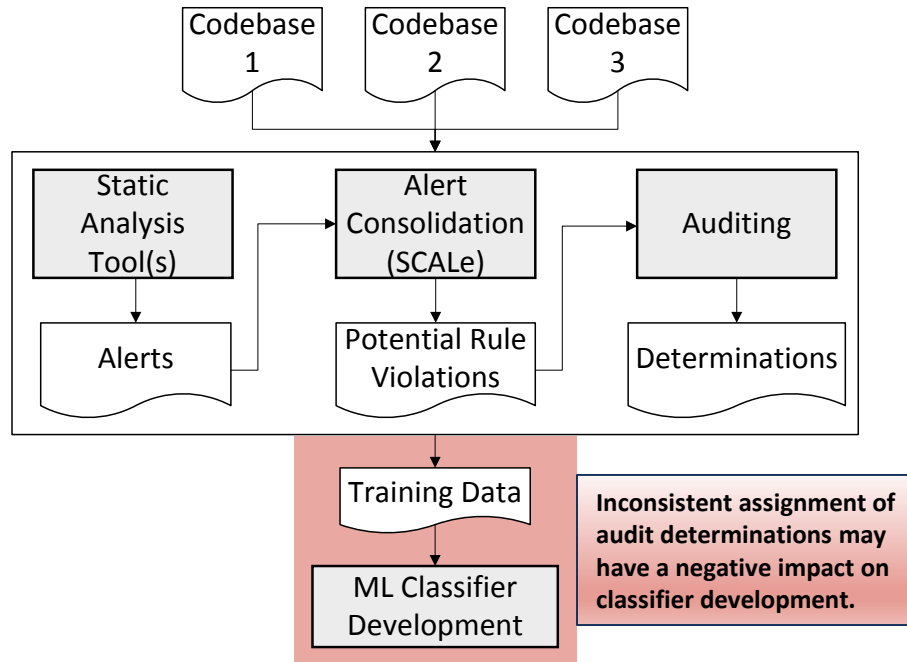 Codebase
1
Codebase
2
Codebase
3
Static
Analysis
Tool(s)
Alert
Consolidation
(SCALe)
Auditing
Alerts
Potential Rule
Violations
Determinations
Training Data
ML Classifier
Development
Inconsistent assignment of
audit determinations may
have a negative impact on
classifier development.